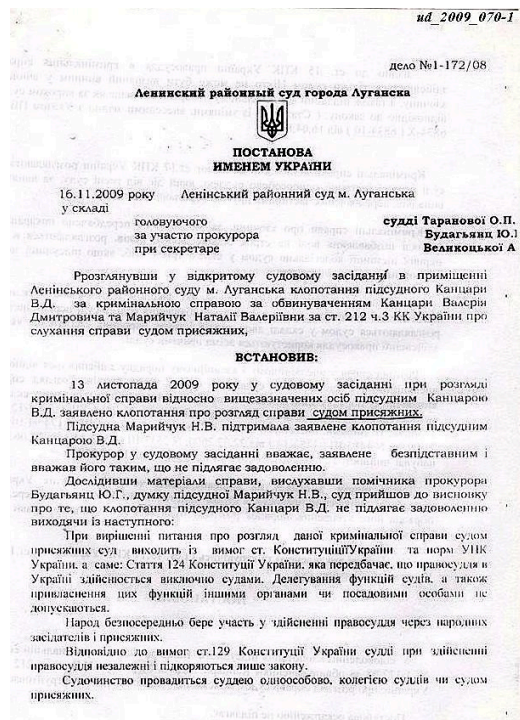 ud_2009_070-1
дело №1-172/08
Ленинский районный суд города Луганска
ПОСТАНОВА
ИМЕНЕМ УКРАЇНИ
16.11.2009 року Ленінський районний суд м. Луганська
у складі
головуючого судді Таранової О.П.
за участю прокурора Будагьянц Ю.Г
при секретаре Великоцької А
Ррозглянувши у відкритому судовому засіданні в приміщенні
Ленінського районного суду м. Луганська клопотання підсудного Канцари
В.Д. за кримінальною справою за обвинуваченням Канцари Валєрія
Дмитровича та Марийчук Наталії Валеріївни за ст. 212 ч.3 КК України про
слухання справи судом присяжних,
ВСТАНОВИВ:
13 листопада 2009 року у судовому засіданні при розгляді
кримінальної справи відносно вищезазначених осіб підсудним Канцарою
В.Д. заявлено клопотання про розгляд справи судом присяжних.
Підсудна Марийчук Н.В. підтримала заявлене клопотання підсудним
Канцарою В.Д.
Прокурор у судовому засіданні вважає, заявлене безпідставним і
вважав його таким, що не підлягає задоволенню.
Дослідивши матеріали справи, вислухавши помічника прокурора
Будагьянц Ю.Г., думку підсудної Марийчук Н.В., суд прийшов до висновку
про те, що клопотання підсудного Канцари В.Д. не підлягає задоволенню
виходячи із наступного:
При вирішенні питання про розгляд даної кримінальної справи судом
присяжних суд виходить із вимог ст. КонституціїУкраїни та норм УПК
України, а саме: Стаття 124 Конституції України, яка передбачає, що правосуддя в
Україні здійснюється виключно судами. Делегування функцій судів, а також
привласнення цих функцій іншими органами чи посадовими особами не
допускаються.
Народ безпосередньо бере участь у здійсненні правосуддя через народних
засідателів і присяжних.
Відповідно до вимог ст.129 Конституції України судді при здійсненні
правосуддя незалежні і підкоряються лише закону.
Судочинство провадиться суддею одноособово, колегією суддів чи судом
присяжних.